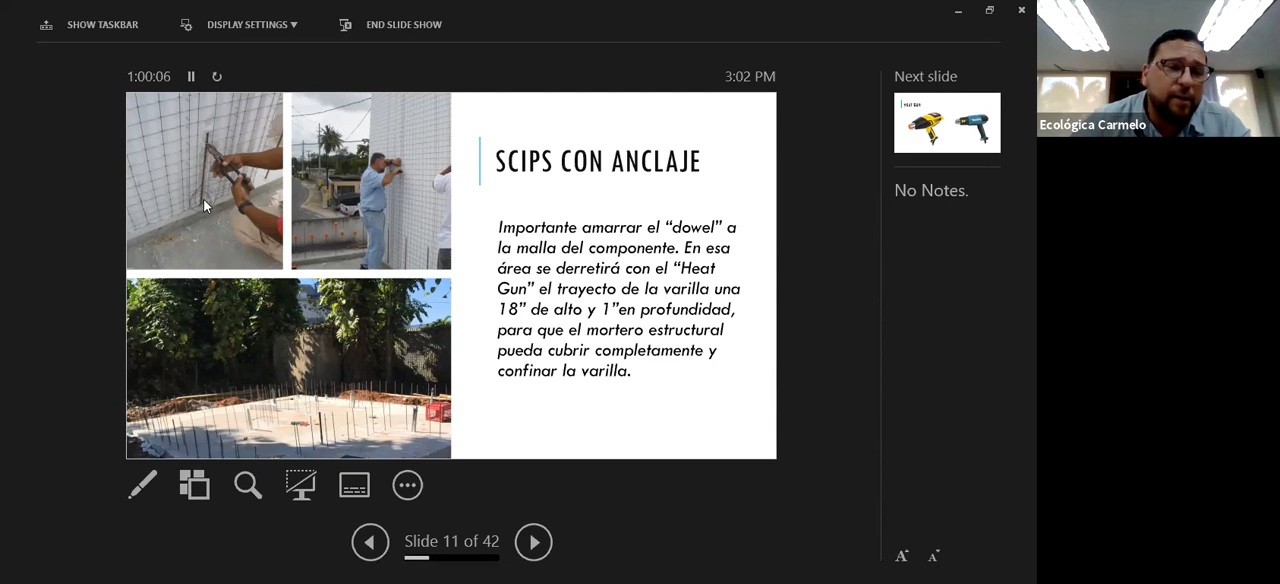 SHOW TASKBAR
DISPLAY SETTINGS ▼
END SLIDE SHOW
1:00:06
3:02 PM
Next slide
HEAT GUN
Ecológica Carmelo
SCIPS CON ANCLAJE
No Notes.
Importante amarrar el “dowel” a
la malla del componente. En esa
área se derretirá con el “Heat
Gun” el trayecto de la varilla una
18” de alto y 1”en profundidad,
para que el mortero estructural
pueda cubrir completamente y
confinar la varilla.
Slide 11 of 42
A A